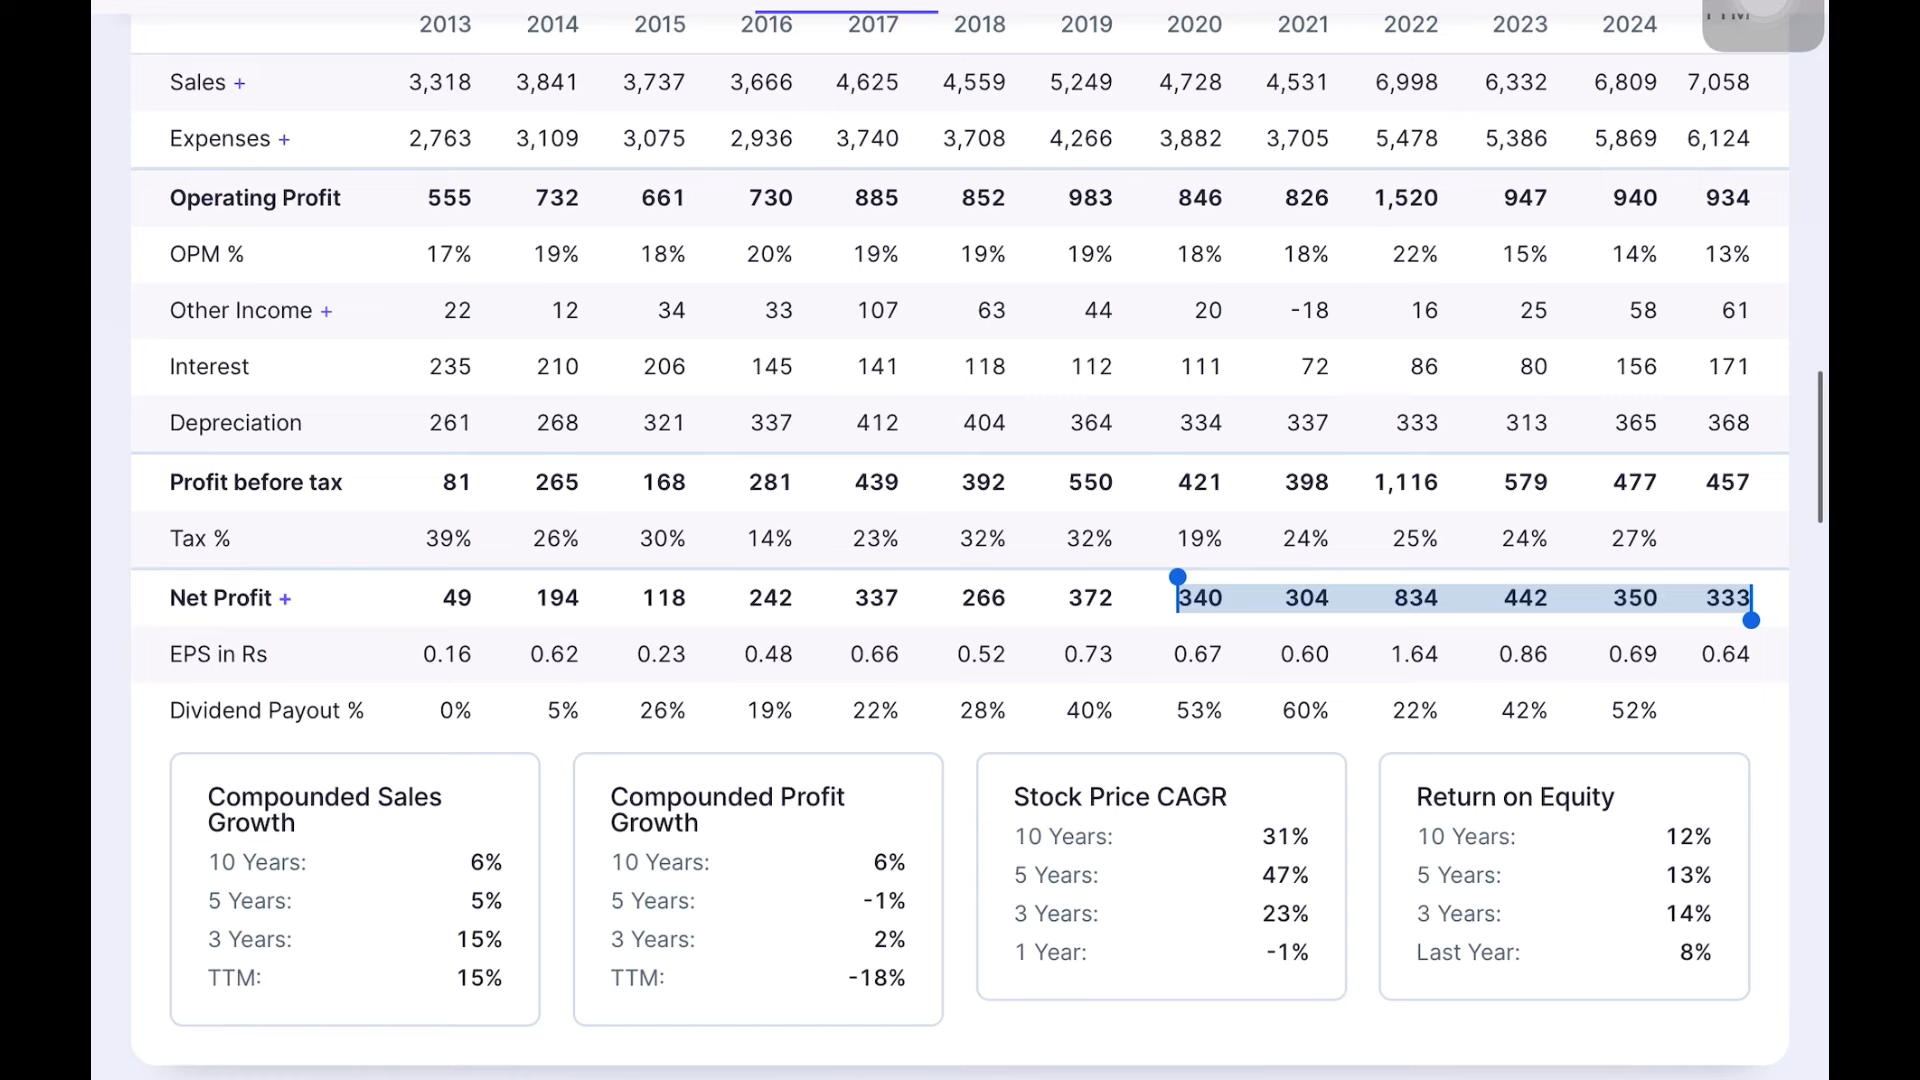 2013 2014 2015 2016 2017 2018 2019 2020 2021 2022 2023 2024
Sales + 3,318 3,841 3,737 3,666 4,625 4,559 5,249 4,728 4,531 6,998 6,332 6,809 7,058
Expenses + 2,763 3,109 3,075 2,936 3,740 3,708 4,266 3,882 3,705 5,478 5,386 5,869 6,124
Operating Profit 555 732 661 730 885 852 983 846 826 1,520 947 940 934
OPM % 17% 19% 18% 20% 19% 19% 19% 18% 18% 22% 15% 14% 13%
Other Income + 22 12 34 33 107 63 44 20 -18 16 25 58 61
Interest 235 210 206 145 141 118 112 111 72 86 80 156 171
Depreciation 261 268 321 337 412 404 364 334 337 333 313 365 368
Profit before tax 81 265 168 281 439 392 550 421 398 1,116 579 477 457
Tax % 39% 26% 30% 14% 23% 32% 32% 19% 24% 25% 24% 27%
Net Profit + 49 194 118 242 337 266 372 340 304 834 442 350 333
EPS in Rs 0.16 0.62 0.23 0.48 0.66 0.52 0.73 0.67 0.60 1.64 0.86 0.69 0.64
Dividend Payout % 0% 5% 26% 19% 22% 28% 40% 53% 60% 22% 42% 52%
Compounded Sales
Growth
10 Years: 6%
5 Years: 5%
3 Years: 15%
TTM: 15%
Compounded Profit
Growth
10 Years: 6%
5 Years: -1%
3 Years: 2%
TTM: -18%
Stock Price CAGR
10 Years: 31%
5 Years: 47%
3 Years: 23%
1 Year: -1%
Return on Equity
10 Years: 12%
5 Years: 13%
3 Years: 14%
Last Year: 8%